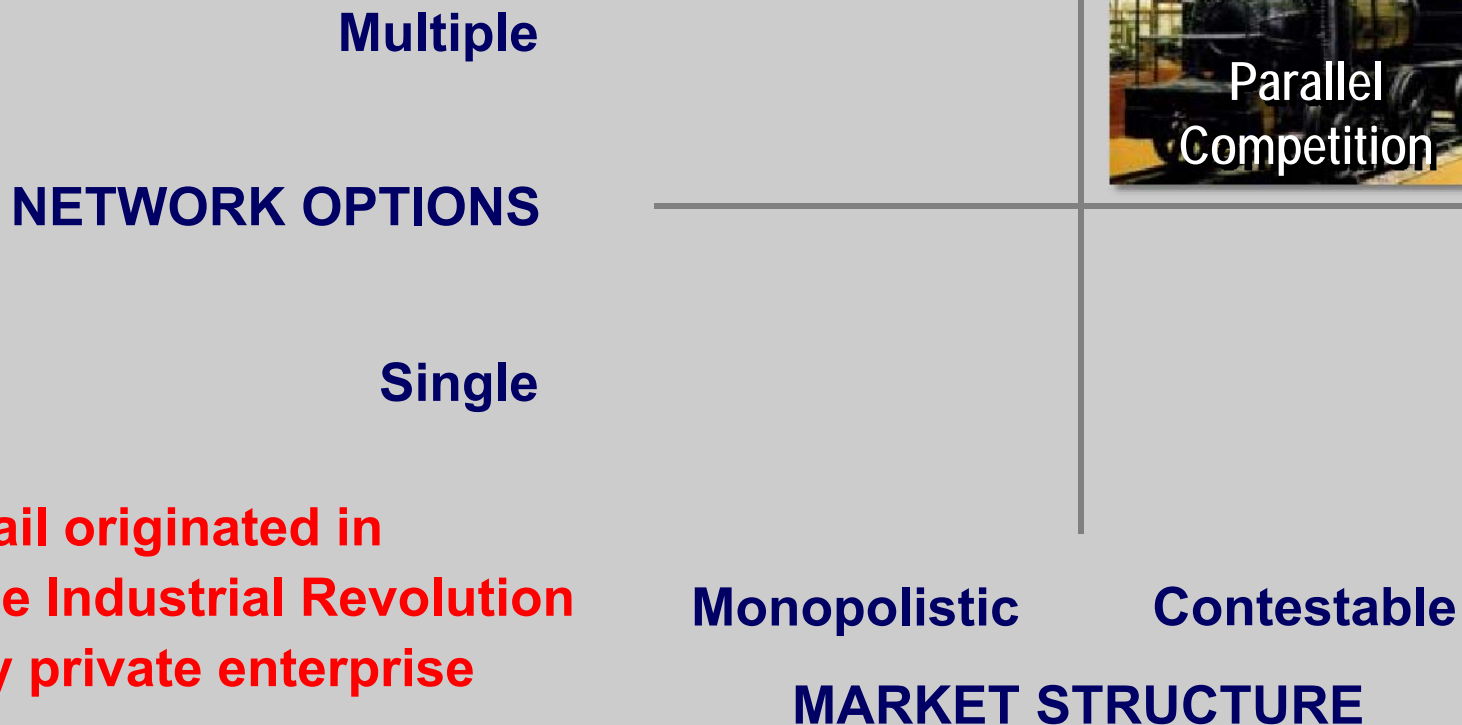 Multiple
Parallel
Competition
NETWORK OPTIONS
Single
ail originated in
e Industrial Revolution
y private enterprise
Monopolistic
Contestable
MARKET STRUCTURE